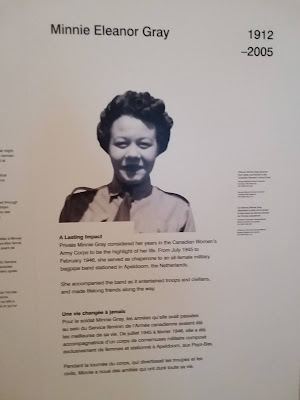 Minnie Eleanor Gray
1912
–2005
A Lasting Impact
Private Minnie Gray considered her years in the Canadian Women's
Army Corps to be the highlight of her life. From July 1945 to
February 1946, she served as chaperone to an all-female military
bagpipe band stationed in Apeldoorn, the Netherlands.
She accompanied the band as it entertained troops and civilians,
and made lifelong friends along the way.
Une vie changée à jamais
Pour le soldat Minnie Gray, les années qu'elle avait passées
au sein du Service féminin de l'Armée canadienne avaient été
les meilleures de sa vie. De juillet 1945 à février 1946, elle a été
accompagnatrice d'un corps de cornemuses militaire composé
exclusivement de femmes et stationné à Apeldoorn, aux Pays-Bas.
Pendant la tournée du corps, qui divertissait les troupes et les
civils, Minnie a noué des amitiés qui ont duré toute sa vie.